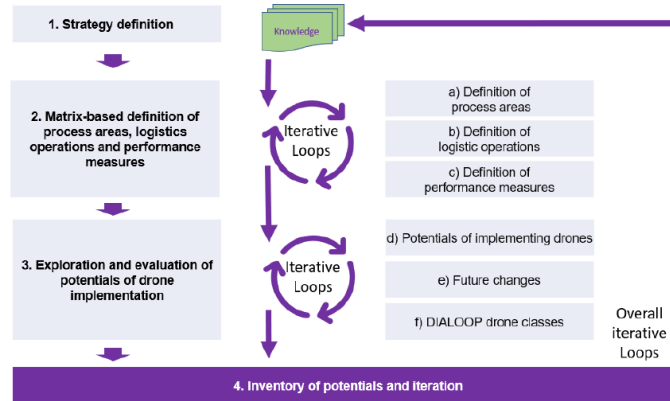 1. Strategy definition
Knowledge
2. Matrix-based definition of
process areas, logistics
operations and performance
measures
Iterative
Loops
a) Definition of
process areas
b) Definition of
logistic operations
c) Definition of
performance measures
3. Exploration and evaluation of
potentials of drone
implementation
Iterative
Loops
d) Potentials of implementing drones
e) Future changes
f) DIALOOP drone classes
Overall
iterative
Loops
4. Inventory of potentials and iteration